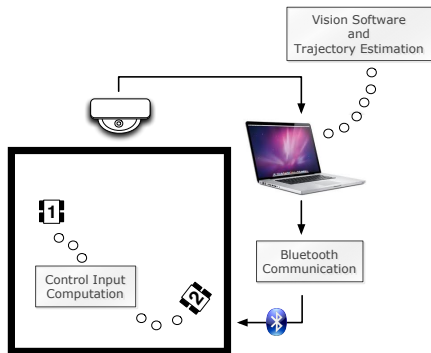 Vision Software
and
Trajectory Estimation
1
Control Input
Computation
2
Bluetooth
Communication